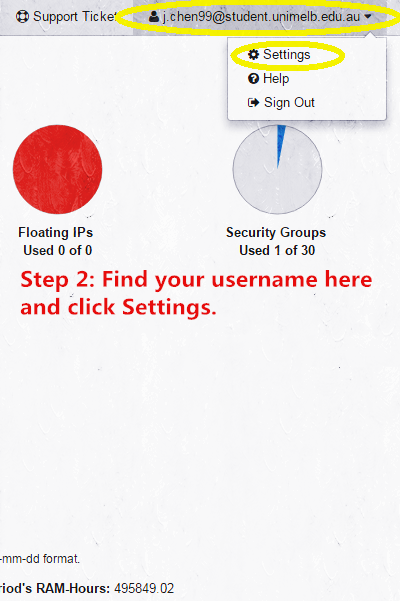 Support Ticket j.chen99@student.unimelb.edu.au
Settings
Help
Sign Out
Floating IPs Security Groups
Used 0 of 0 Used 1 of 30
Step 2: Find your username here
and click Settings.
-mm-dd format.
riod's RAM-Hours: 495849.02